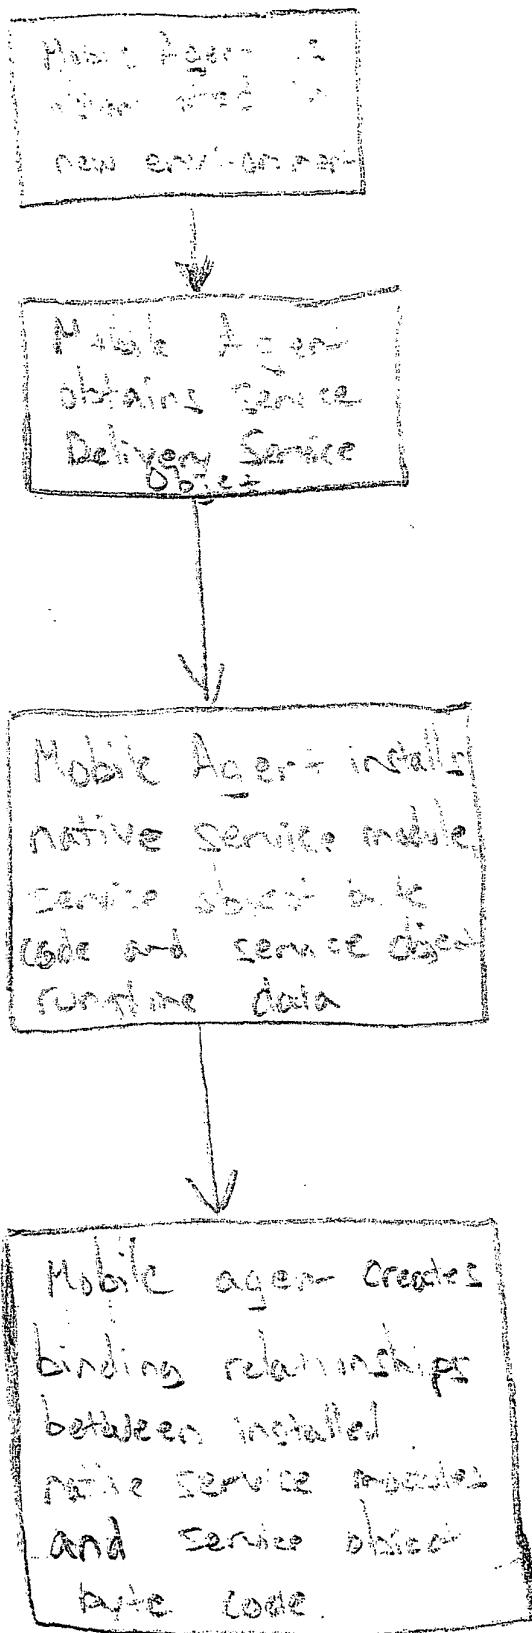 Mobile Agent is
in
new environment
Mobile Agent
obtains service
Delivery Service
Object
Mobile Agent installs
native service module
service object byte
code and service object
runtime data
Mobile agent creates
binding relationships
between installed
native service modules
and service object
byte code.